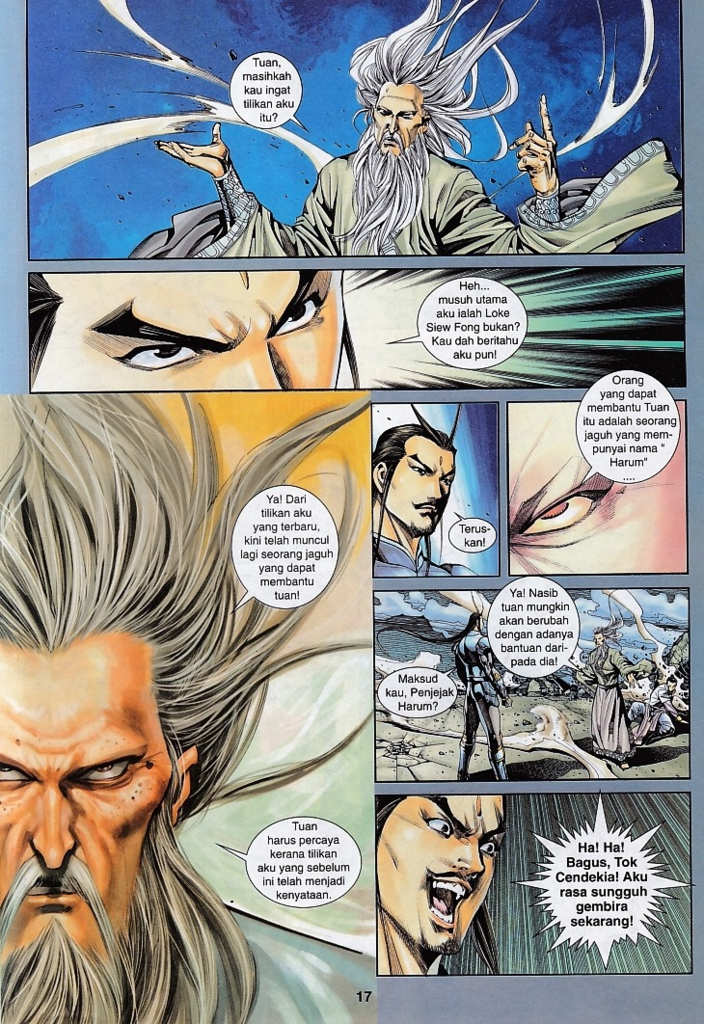 Tuan,
masihkah
kau ingat
tilikan aku
itu?
Heh...
musuh utama
aku ialah Loke
Siew Fong bukan?
Kau dah beritahu
aku pun!
Ya! Dari
tilikan aku
yang terbaru,
kini telah muncul
lagi seorang jaguh
yang dapat
membantu
tuan!
Tuan
harus percaya
kerana tilikan
aku yang sebelum
ini telah menjadi
kenyataan.
Terus-
kan!
Orang
yang dapat
membantu Tuan
itu adalah seorang
jaguh yang mem-
punyai nama "
Harum"
....
Ya! Nasib
tuan mungkin
akan berubah
dengan adanya
bantuan dari-
pada dia!
Maksud
kau, Penjejak
Harum?
Ha! Ha!
Bagus, Tok
Cendekia! Aku
rasa sungguh
gembira
sekarang!
17